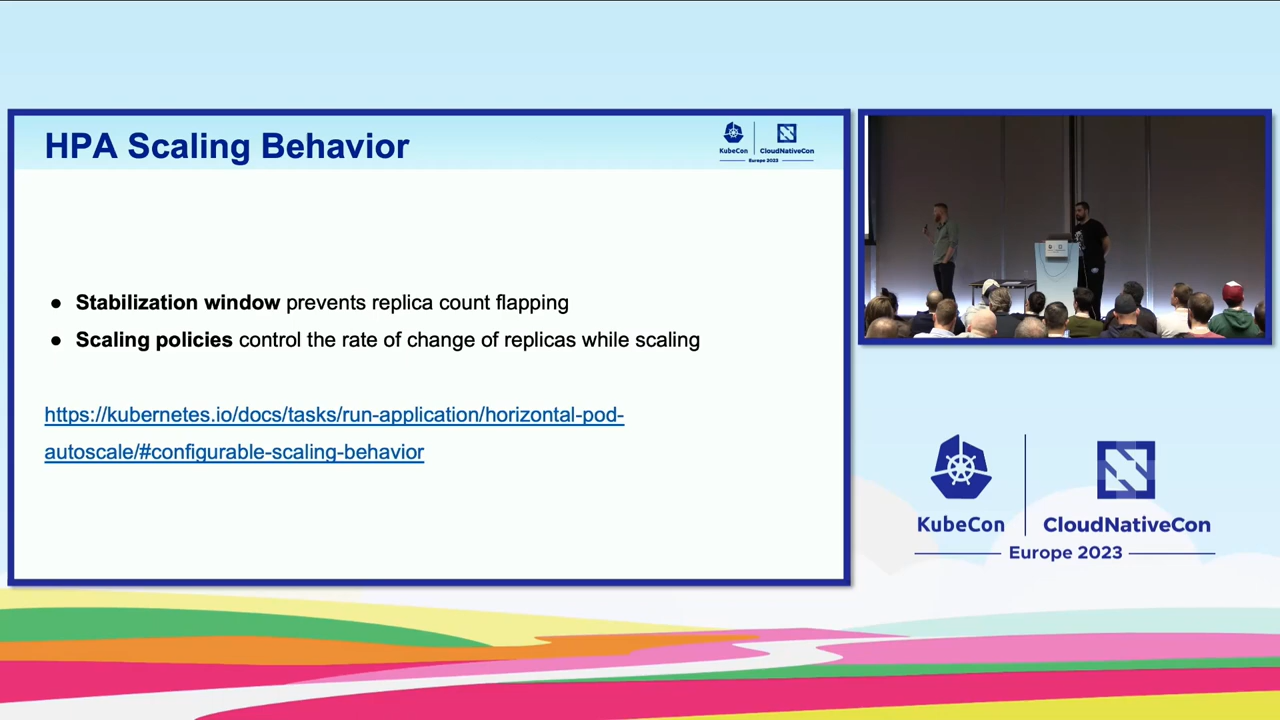 HPA Scaling Behavior
KubeCon
CloudNativeCon
Europe 2023
● Stabilization window prevents replica count flapping
● Scaling policies control the rate of change of replicas while scaling
https://kubernetes.io/docs/tasks/run-application/horizontal-pod-
autoscale/#configurable-scaling-behavior
KubeCon
CloudNativeCon
Europe 2023